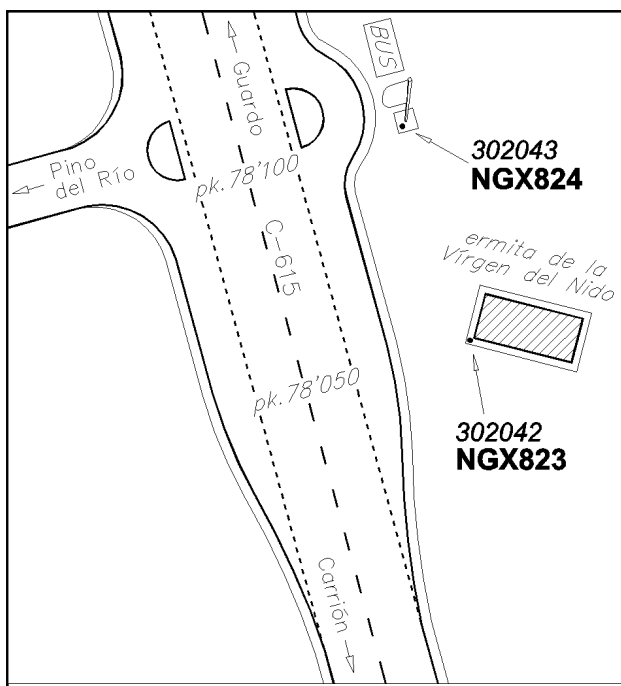 BUS
Guardo
302043
NGX824
Pino
del Río
pk.78'100
C-615
ermita de la
Vírgen del Nido
pk.78'050
302042
NGX823
Carrión